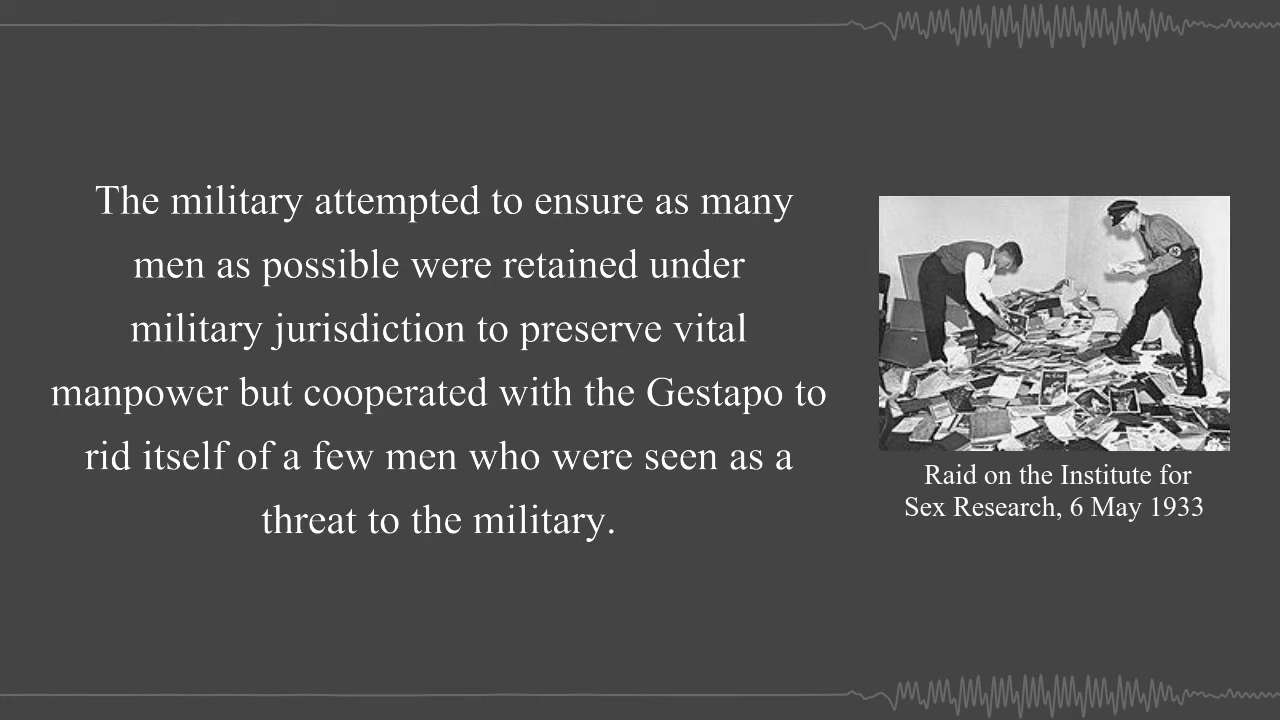 The military attempted to ensure as many
men as possible were retained under
military jurisdiction to preserve vital
manpower but cooperated with the Gestapo to
rid itself of a few men who were seen as a
threat to the military.
Raid on the Institute for
Sex Research, 6 May 1933